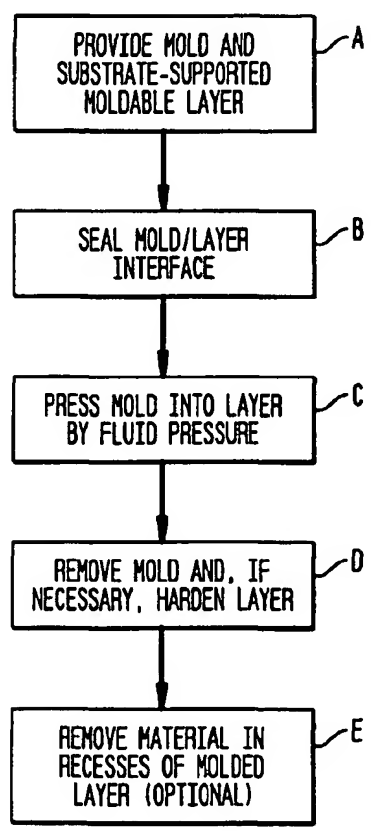 PROVIDE MOLD AND
SUBSTRATE-SUPPORTED
MOLDABLE LAYER
A
SEAL MOLD/LAYER
INTERFACE
B
PRESS MOLD INTO LAYER
BY FLUID PRESSURE
C
REMOVE MOLD AND, IF
NECESSARY, HARDEN LAYER
D
REMOVE MATERIAL IN
RECESSES OF MOLDED
LAYER (OPTIONAL)
E